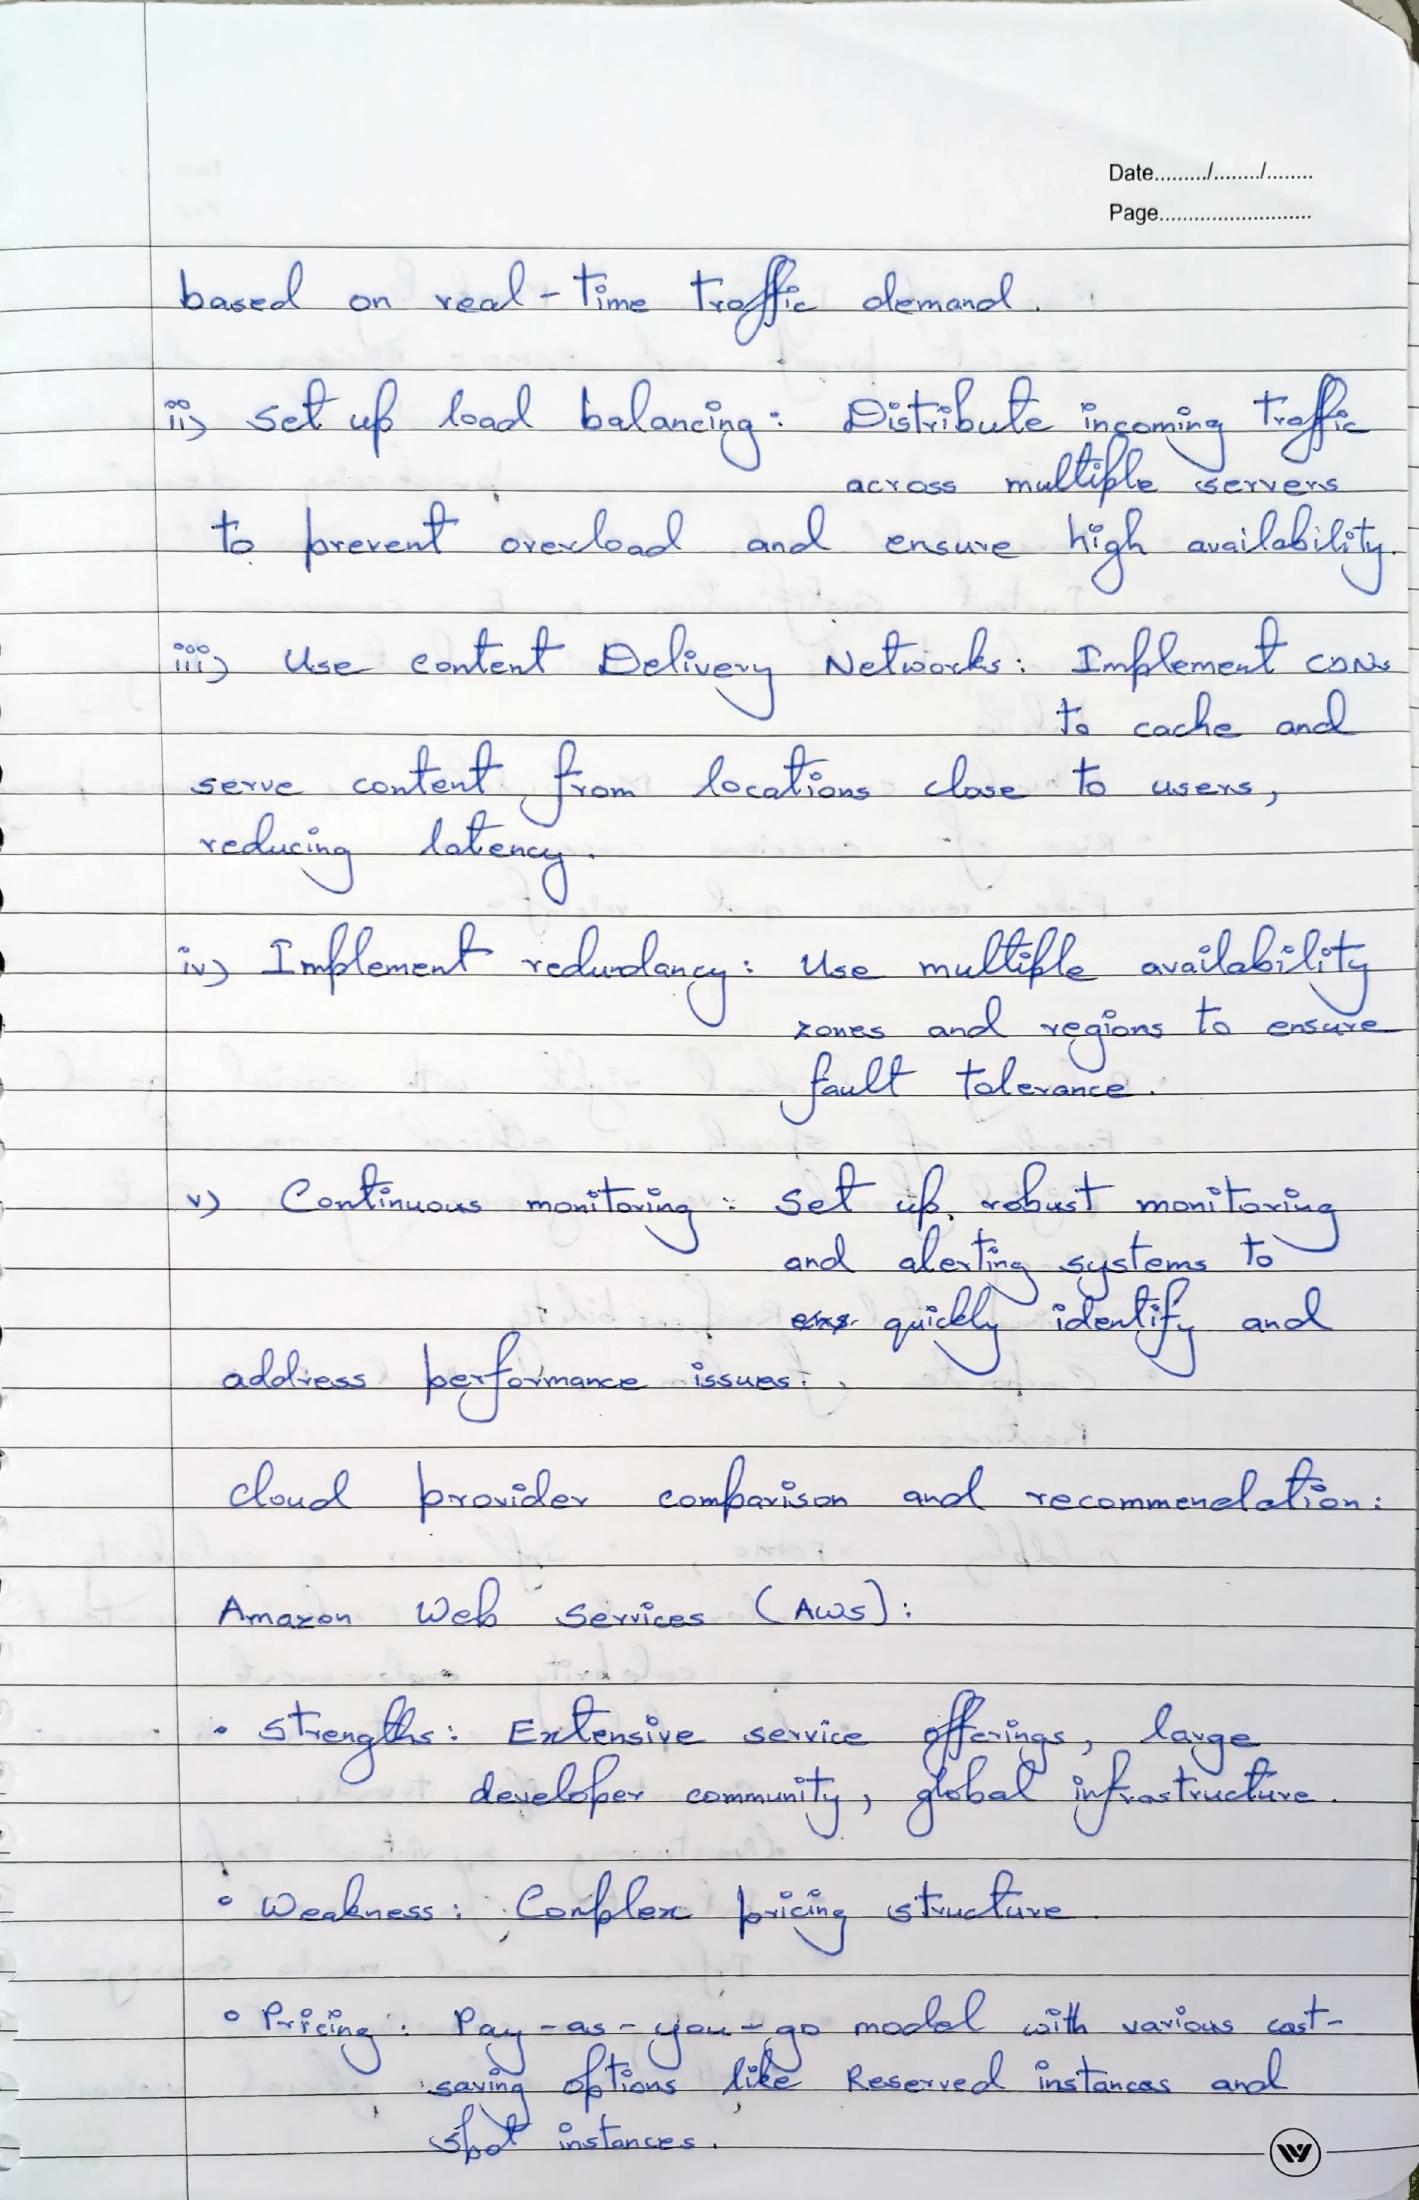 Date........./......../........
Page...........................
based on real-time traffic demand.
ii) Set up load balancing: Distribute incoming traffic
across multiple servers
to prevent overload and ensure high availability.
iii) Use content Delivery Networks: Implement CDNs
to cache and
serve content from locations close to users,
reducing latency.
iv) Implement redundancy: Use multiple availability
zones and regions to ensure
fault tolerance.
v) Continuous monitoring: Set up robust monitoring
and alerting systems to
quickly identify and
address performance issues.
cloud provider comparison and recommendation:
Amazon Web Services (AWS):
• Strengths: Extensive service offerings, large
developer community, global infrastructure.
• Weakness: Complex pricing structure.
• Pricing: Pay-as-you-go model with various cost-
saving options like Reserved instances and
spot instances.
W